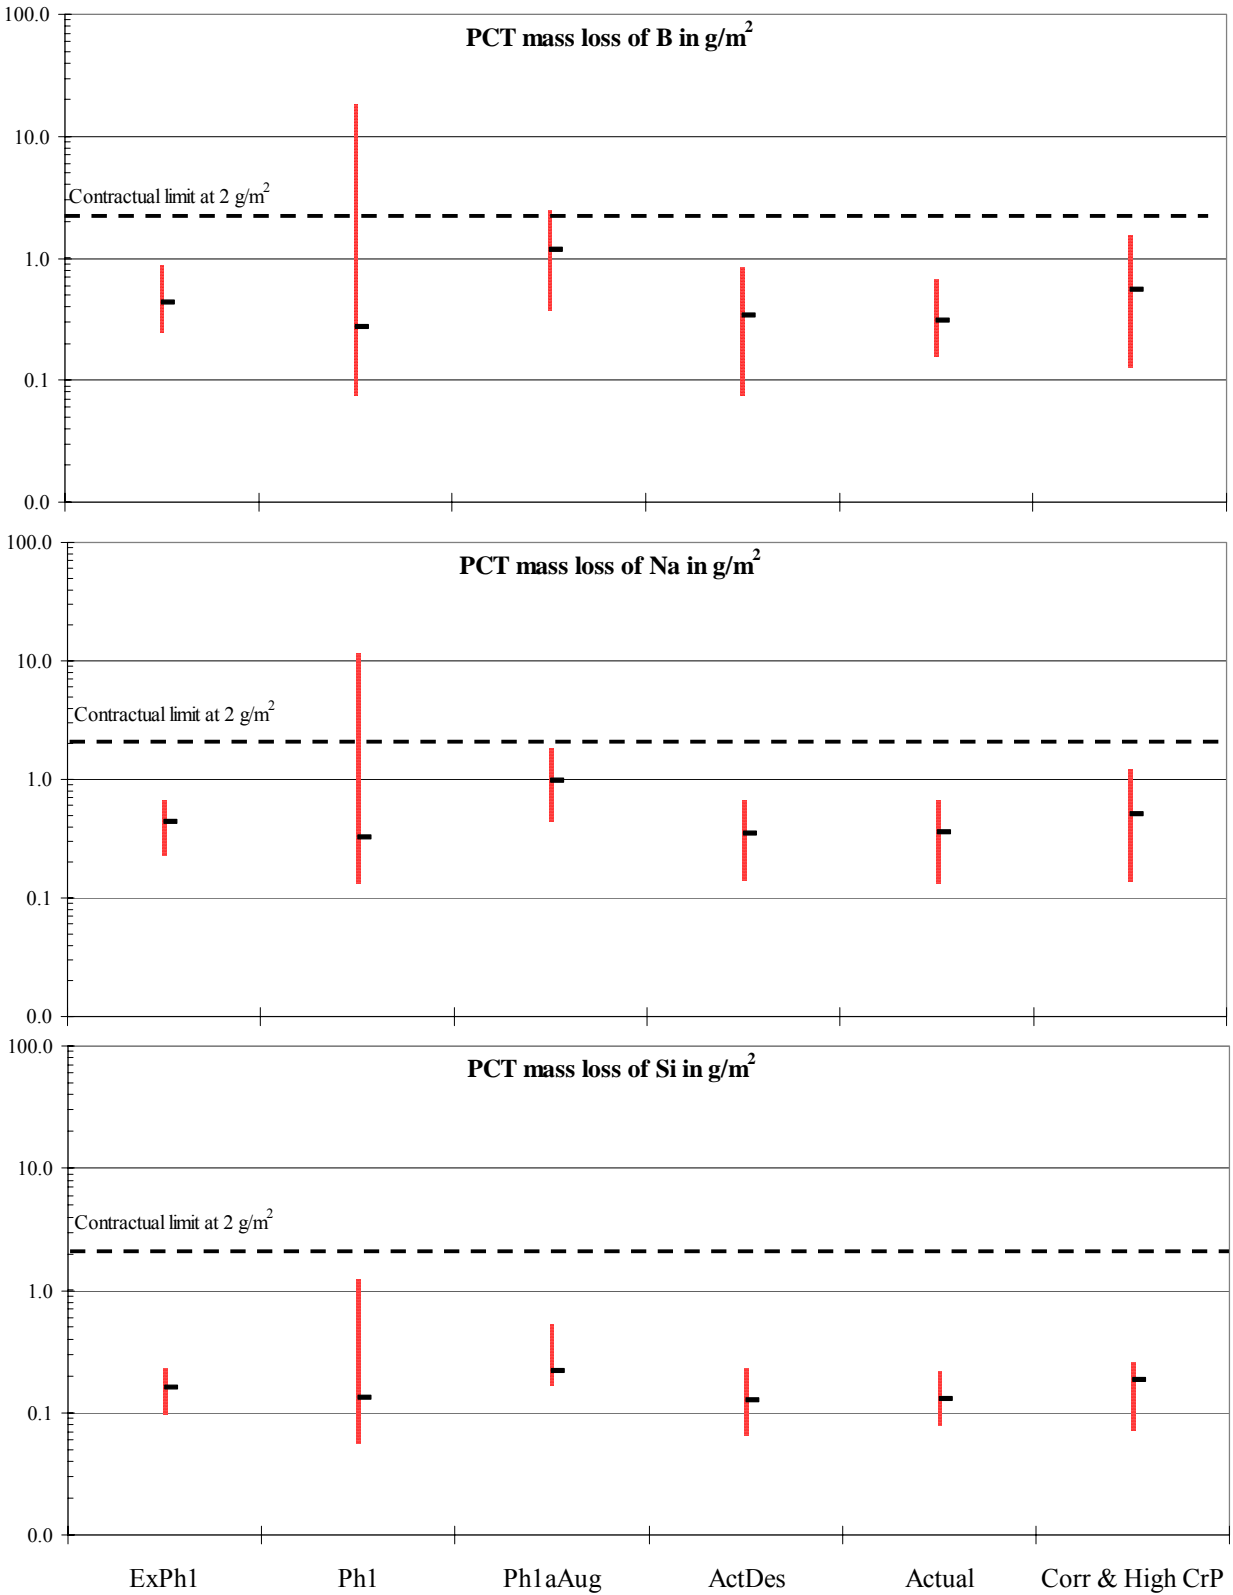 PCT mass loss of B in g/m²
100.0
10.0
Contractual limit at 2 g/m²
1.0
0.1
0.0
PCT mass loss of Na in g/m²
100.0
10.0
Contractual limit at 2 g/m²
1.0
0.1
0.0
PCT mass loss of Si in g/m²
100.0
10.0
Contractual limit at 2 g/m²
1.0
0.1
0.0
ExPh1 Ph1 Ph1aAug ActDes Actual Corr & High CrP